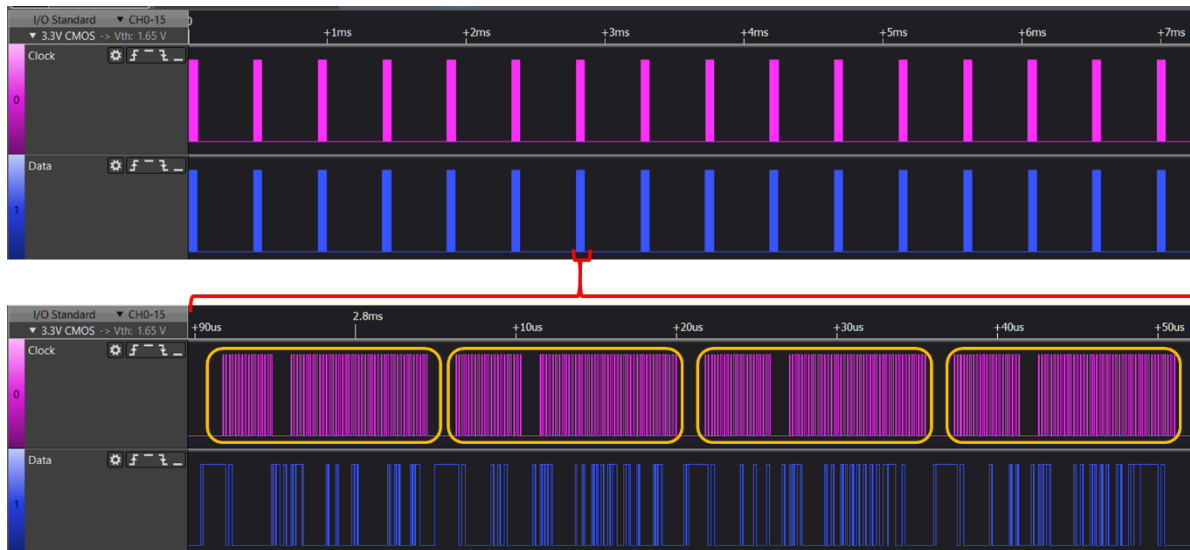 I/O Standard ▼ CH0-15
▼ 3.3V CMOS -> Vth: 1.65 V
+1ms +2ms +3ms +4ms +5ms +6ms +7ms
Clock
0
Data
1
I/O Standard ▼ CH0-15
▼ 3.3V CMOS -> Vth: 1.65 V
+90us 2.8ms +10us +20us +30us +40us +50us
Clock
0
Data
1